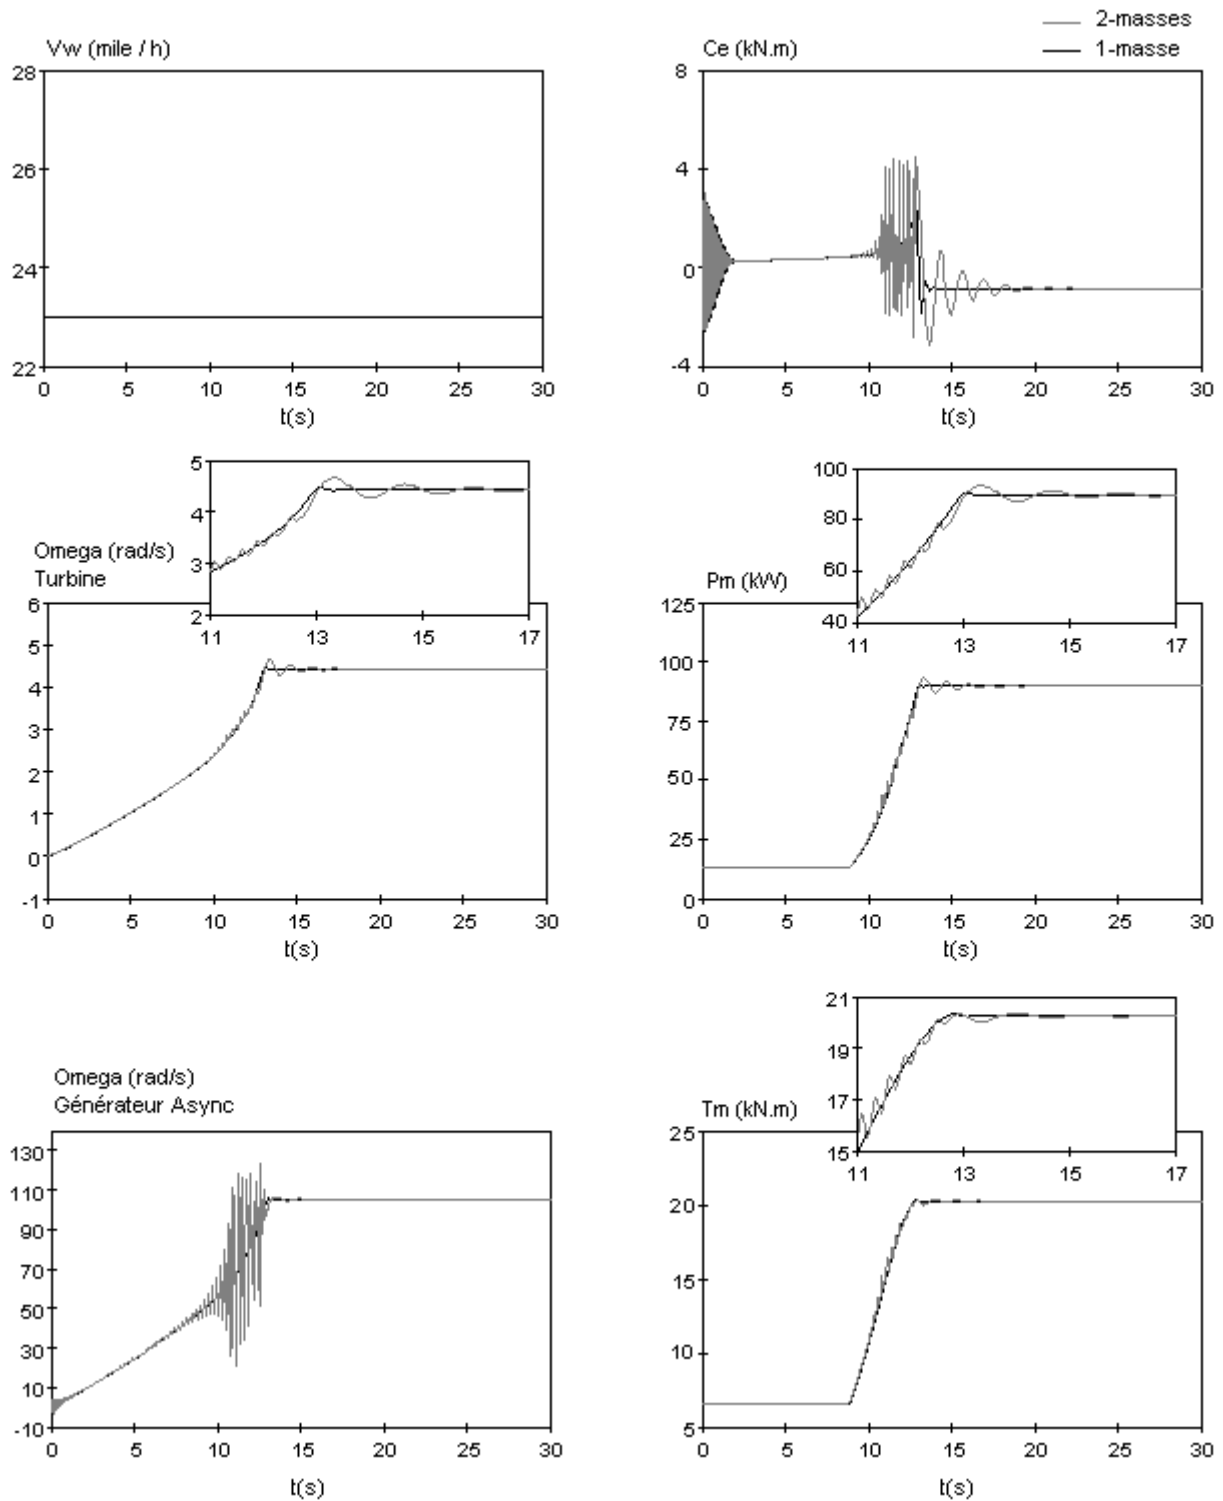 2-masses
1-masse
Vw (mile / h)
28
26
24
22
0 5 10 15 20 25 30
t(s)
Ce (kN.m)
8
4
0
-4
0 5 10 15 20 25 30
t(s)
5
4
3
2
11 13 15 17
Omega (rad/s)
Turbine
6
5
4
3
2
1
0
-1
0 5 10 15 20 25 30
t(s)
100
80
60
40
11 13 15 17
Pm (kW)
125
100
75
50
25
0
0 5 10 15 20 25 30
t(s)
Omega (rad/s)
Générateur Async
130
110
90
70
50
30
10
-10
0 5 10 15 20 25 30
t(s)
21
19
17
15
11 13 15 17
Tm (kN.m)
25
20
15
10
5
0 5 10 15 20 25 30
t(s)